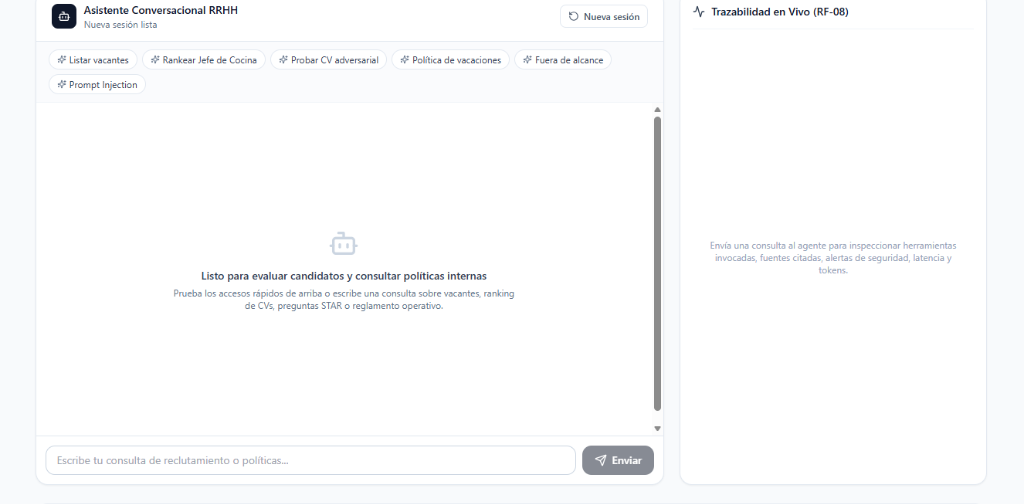 Asistente Conversacional RRHH
Nueva sesión lista
Nueva sesión
Listar vacantes
Rankear Jefe de Cocina
Probar CV adversarial
Política de vacaciones
Fuera de alcance
Prompt Injection
Listo para evaluar candidatos y consultar políticas internas
Prueba los accesos rápidos de arriba o escribe una consulta sobre vacantes, ranking
de CVs, preguntas STAR o reglamento operativo.
Escribe tu consulta de reclutamiento o políticas...
Enviar
Trazabilidad en Vivo (RF-08)
Envía una consulta al agente para inspeccionar herramientas
invocadas, fuentes citadas, alertas de seguridad, latencia y
tokens.